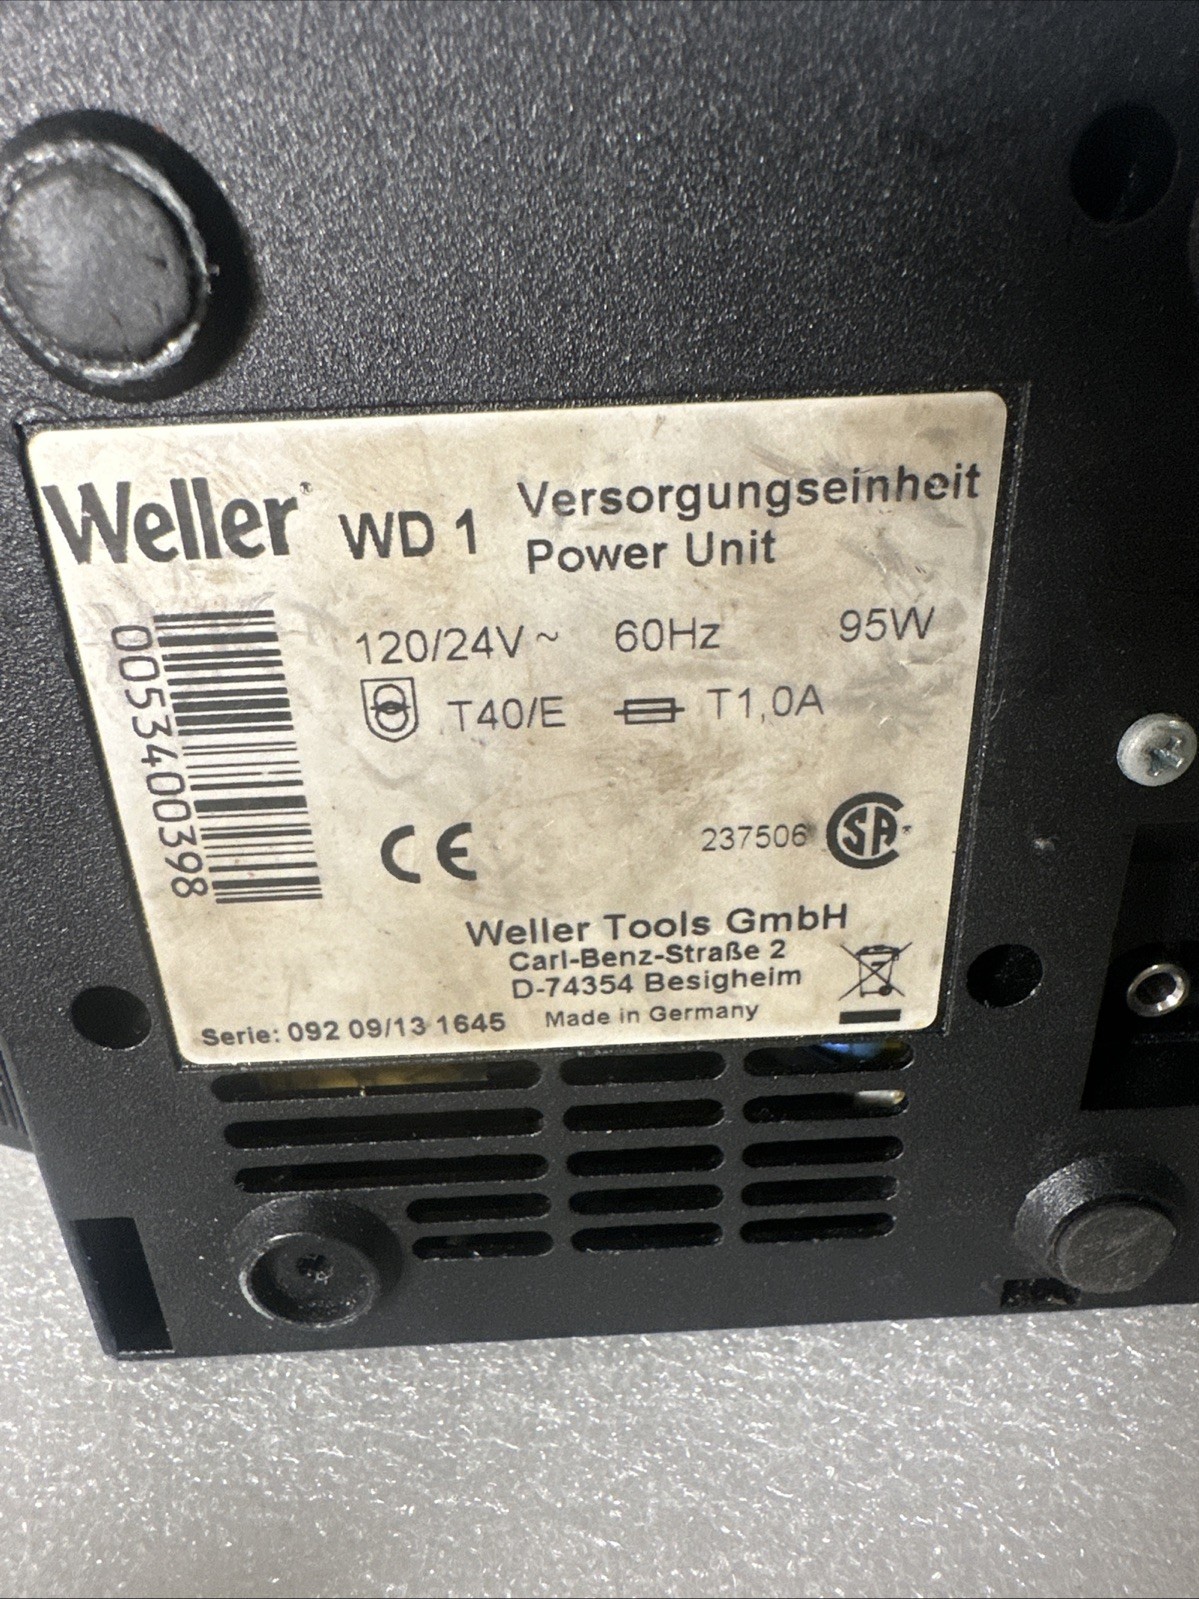 Weller® WD 1 Versorgungseinheit
Power Unit
120/24V~ 60Hz 95W
T40/E T1,0A
0053400398
CE
237506 SA®
Weller Tools GmbH
Carl-Benz-Straße 2
D-74354 Besigheim
Serie: 092 09/13 1645 Made in Germany